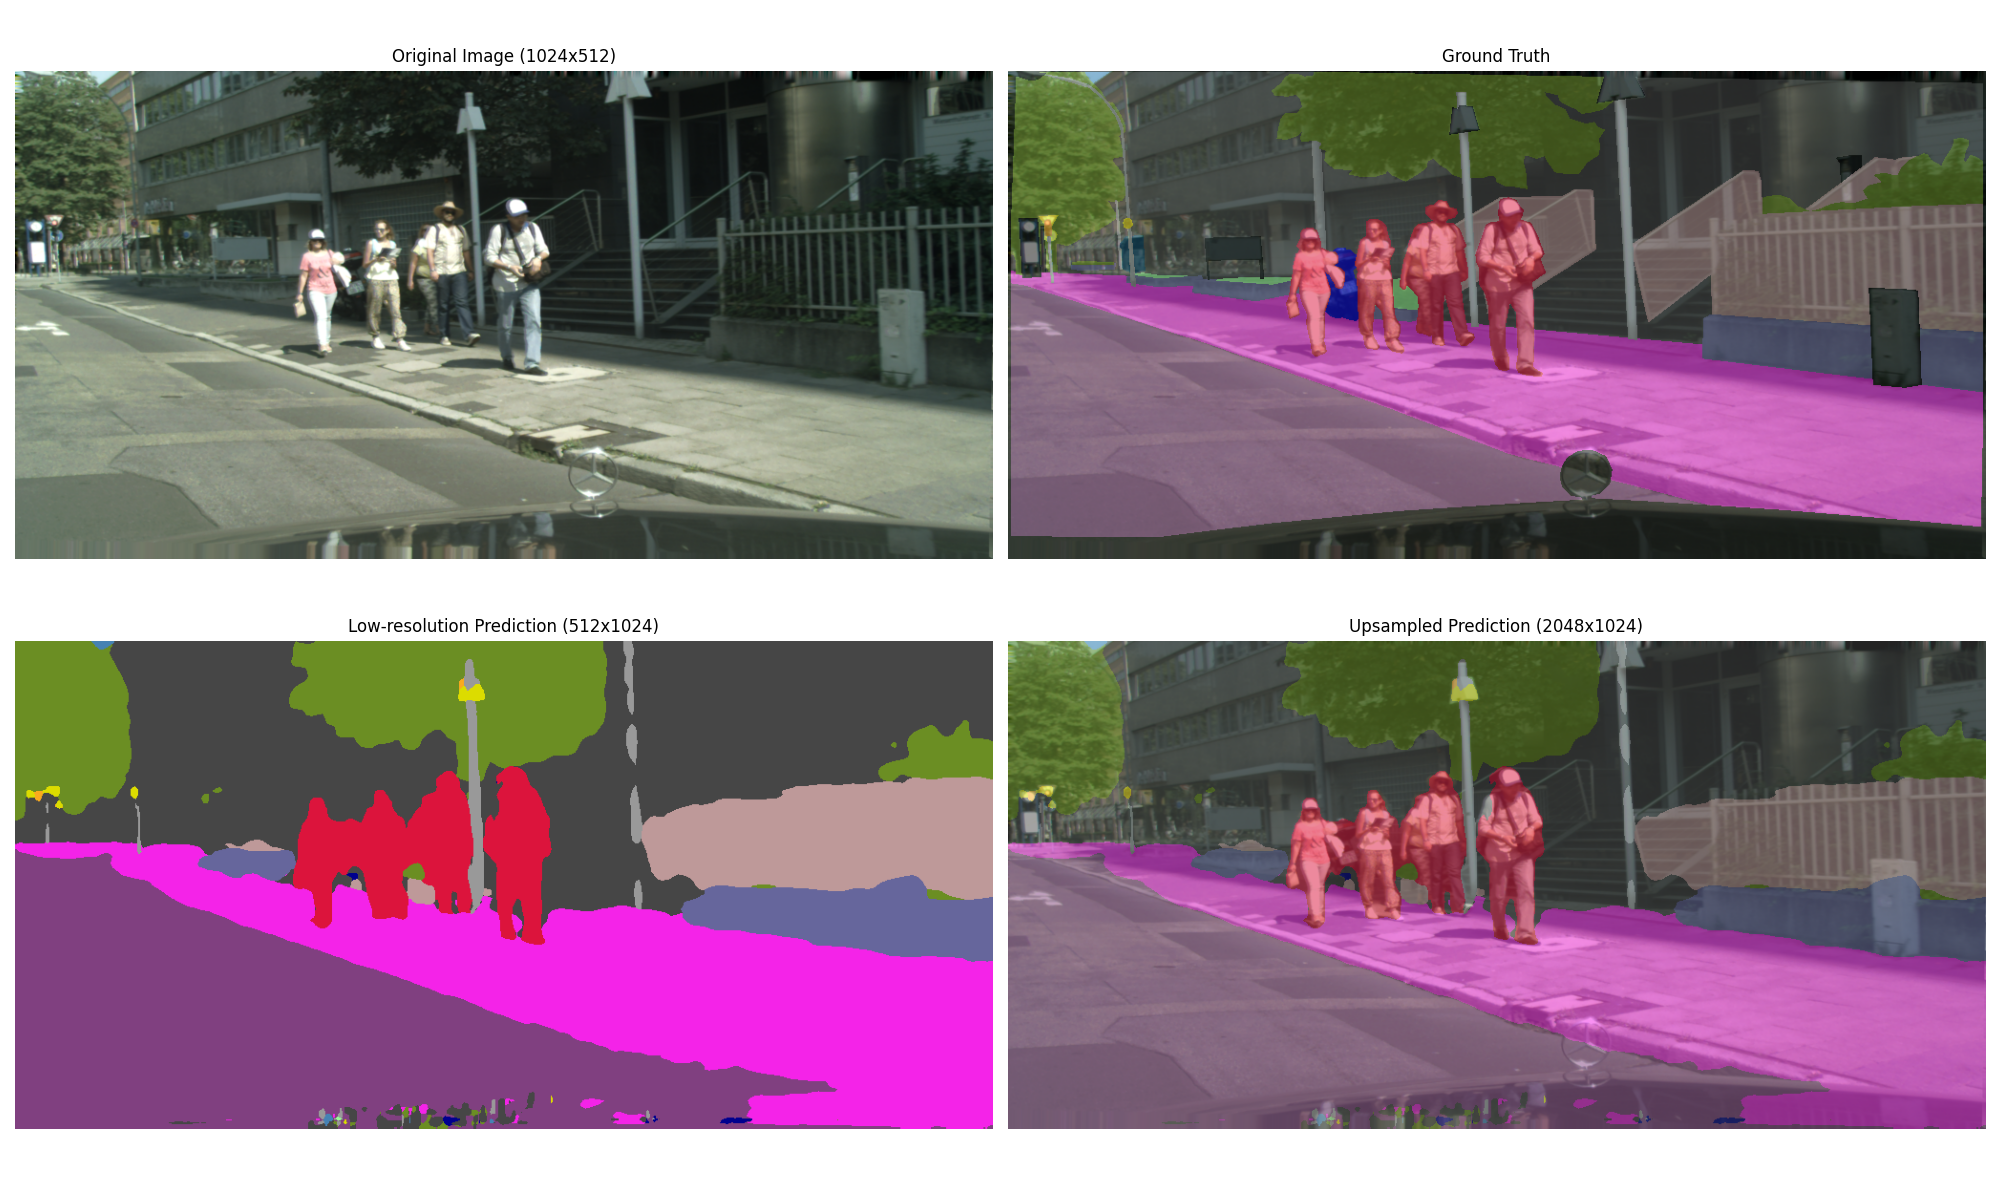 Original Image (1024x512)
Ground Truth
Low-resolution Prediction (512x1024)
Upsampled Prediction (2048x1024)